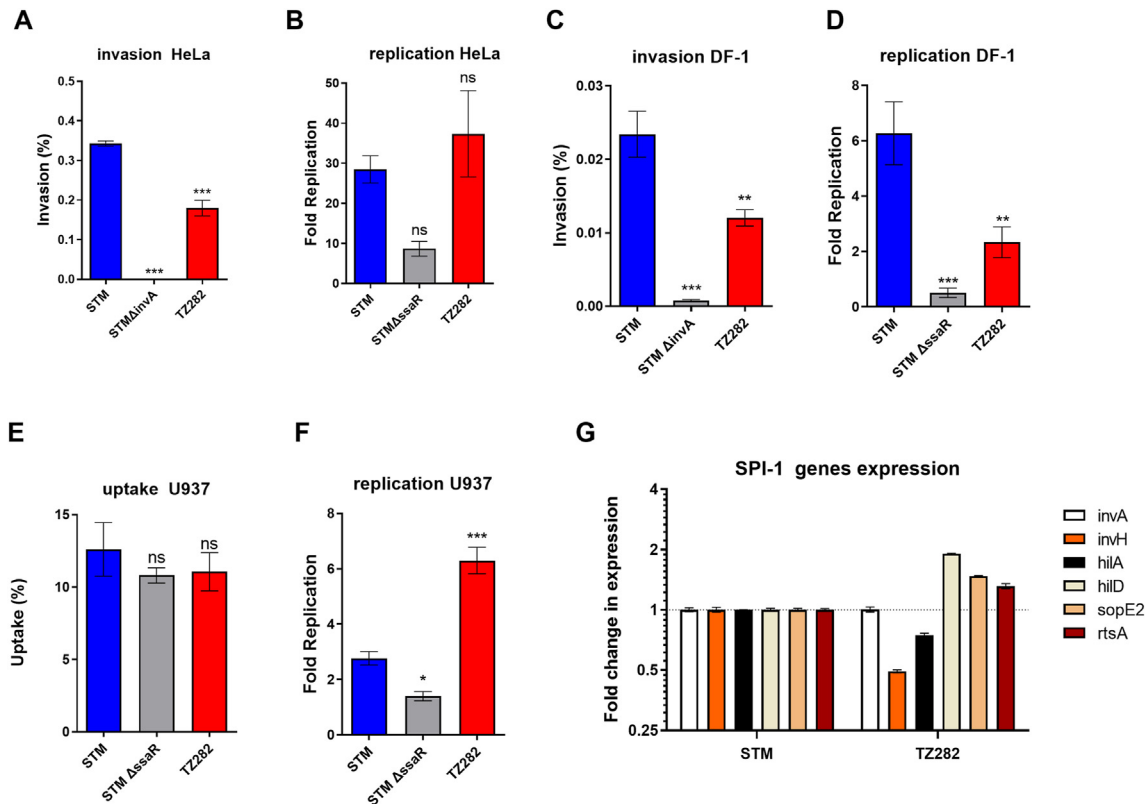 A
invasion HeLa
Invasion (%)
0.5
0.4
0.3
0.2
0.1
0.0
***
***
STM
STMΔinvA
TZ282
B
replication HeLa
Fold Replication
50
40
30
20
10
0
ns
ns
STM
STMΔssaR
TZ282
C
invasion DF-1
Invasion (%)
0.03
0.02
0.01
0.00
***
**
STM
STM ΔinvA
TZ282
D
replication DF-1
Fold Replication
8
6
4
2
0
***
**
STM
STM ΔssaR
TZ282
E
uptake U937
Uptake (%)
15
10
5
0
ns
ns
STM
STM ΔssaR
TZ282
F
replication U937
Fold Replication
8
6
4
2
0
*
***
STM
STM ΔssaR
TZ282
G
SPI-1 genes expression
Fold change in expression
4
2
1
0.5
0.25
STM
TZ282
invA
invH
hilA
hilD
sopE2
rtsA